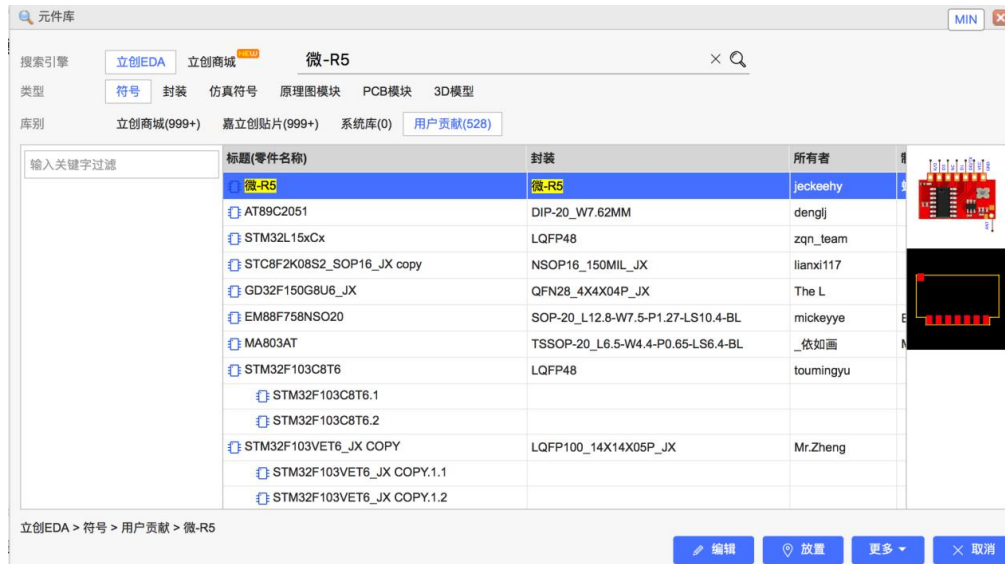 元件库
MIN
搜索引擎 立创EDA 立创商城 NEW 微-R5
类型 符号 封装 仿真符号 原理图模块 PCB模块 3D模型
库别 立创商城(999+) 嘉立创贴片(999+) 系统库(0) 用户贡献(528)
输入关键字过滤
标题(零件名称) 封装 所有者
微-R5 微-R5 jeckeehy
AT89C2051 DIP-20_W7.62MM denglj
STM32L15xCx LQFP48 zqn_team
STC8F2K08S2_SOP16_JX copy NSOP16_150MIL_JX lianxi117
GD32F150G8U6_JX QFN28_4X4X04P_JX The L
EM88F758NSO20 SOP-20_L12.8-W7.5-P1.27-LS10.4-BL mickeyye
MA803AT TSSOP-20_L6.5-W4.4-P0.65-LS6.4-BL _依如画
STM32F103C8T6 LQFP48 toumingyu
STM32F103C8T6.1
STM32F103C8T6.2
STM32F103VET6_JX COPY LQFP100_14X14X05P_JX Mr.Zheng
STM32F103VET6_JX COPY.1.1
STM32F103VET6_JX COPY.1.2
立创EDA > 符号 > 用户贡献 > 微-R5
编辑 放置 更多 取消